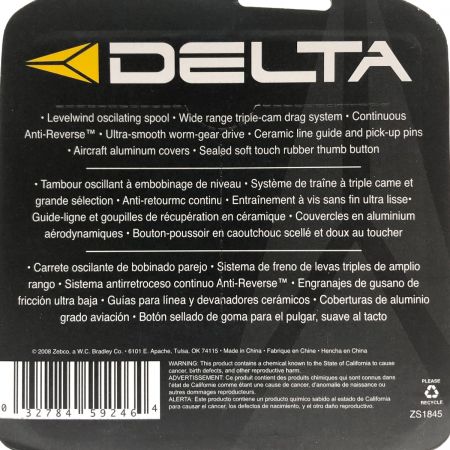 DELTA
• Levelwind oscilating spool • Wide range triple-cam drag system • Continuous
Anti-Reverse™ • Ultra-smooth worm-gear drive • Ceramic line guide and pick-up pins
• Aircraft aluminum covers • Sealed soft touch rubber thumb button
• Tambour oscillant à embobinage de niveau • Système de traîne à triple came et
grande sélection • Anti-retourmc continu • Entraînement à vis sans fin ultra lisse•
Guide-ligne et goupilles de récupération en céramique • Couvercles en aluminium
aérodynamiques • Bouton-poussoir en caoutchouc scellé et doux au toucher
• Carrete oscilante de bobinado parejo • Sistema de freno de levas triples de amplio
rango • Sistema antirretroceso continuo Anti-Reverse™ • Engranajes de gusano de
fricción ultra baja • Guías para línea y devanadores cerámicos • Coberturas de aluminio
grado aviación • Botón sellado de goma para el pulgar, suave al tacto
© 2008 Zebco, a W.C. Bradley Co. • 6101 E. Apache, Tulsa, OK 74115 • Made in China • Fabrique en Chine • Hencha en China
WARNING: This product contains a chemical known to the State of California to cause
cancer, birth defects, and other reproductive harm.
AVERTISSEMENT: Ce produit contient des produits chimiques qui sont connus dans
l'état de Californie comme étant une cause de cancer, d'anomalie de naissance ou
autres dommages reproducteurs.
ALERTA: Este producto contiene un producto quimico sabido al estado de California
para causar el cáncer, los defectos de nacimiento, y el otro daño reproductivo.
0 32784 59246 4
PLEASE
RECYCLE
ZS1845